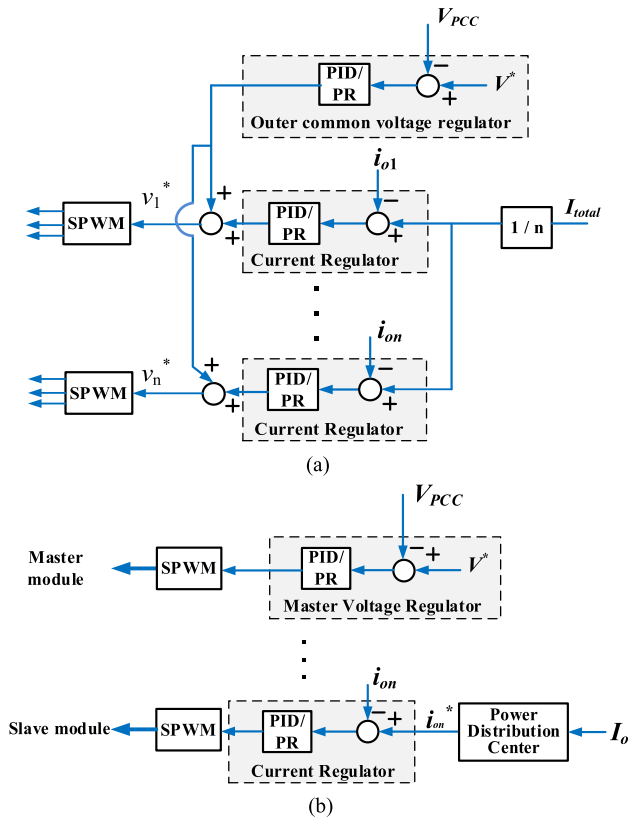 V_PCC
PID/
PR
−
+
V*
Outer common voltage regulator
i_o1
+
−
SPWM
v_1*
+
PID/
PR
+
1 / n
I_total
Current Regulator
i_on
+
−
SPWM
v_n*
+
PID/
PR
+
Current Regulator
(a)
V_PCC
Master
module
SPWM
PID/
PR
− +
V*
Master Voltage Regulator
i_on
Slave module
SPWM
PID/
PR
− +
i_on*
Power
Distribution
Center
I_o
Current Regulator
(b)